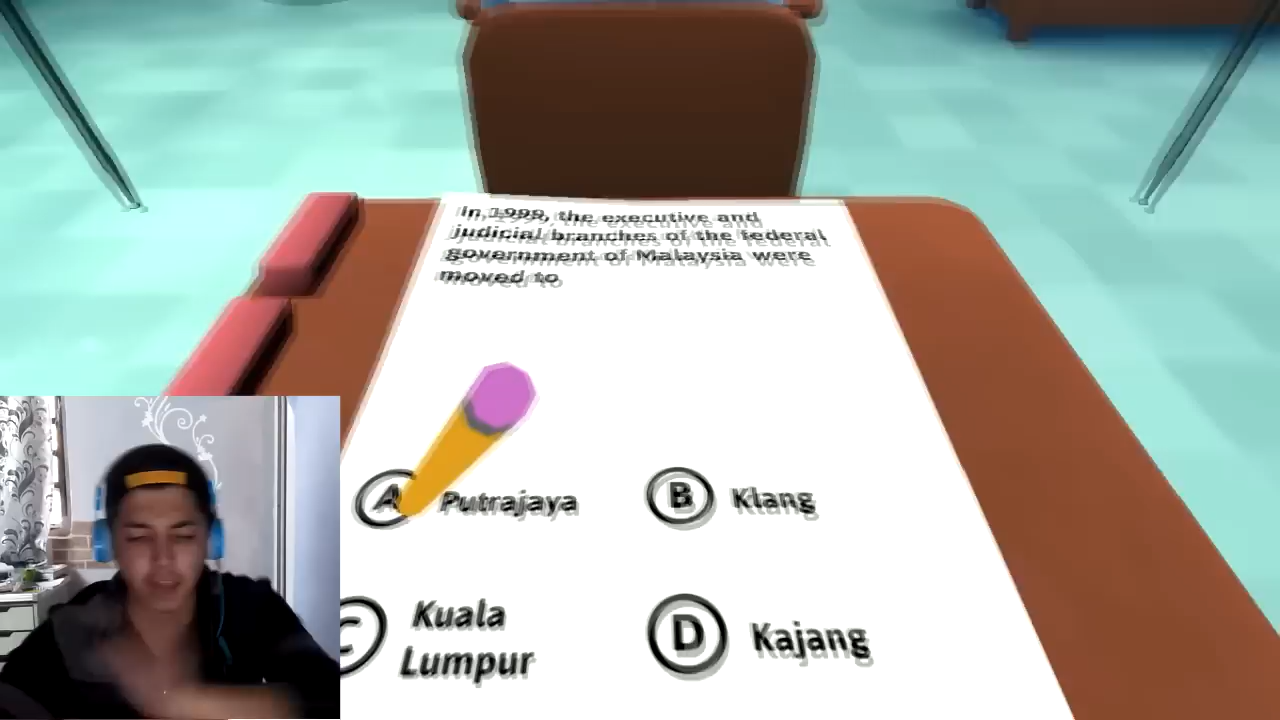 In 1999, the executive and
judicial branches of the federal
government of Malaysia were
moved to
A Putrajaya
B Klang
C Kuala
Lumpur
D Kajang